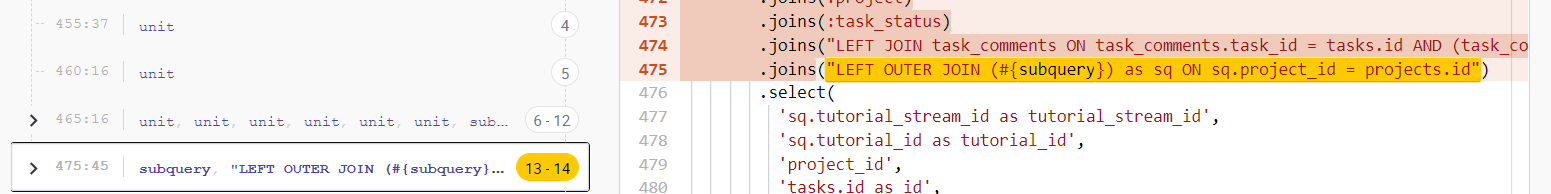 455:37 unit 4
460:16 unit 5
465:16 unit, unit, unit, unit, unit, unit, sub... 6 - 12
475:45 subquery, "LEFT OUTER JOIN (#{subquery}... 13 - 14
472 .joins(:project)
473 .joins(:task_status)
474 .joins("LEFT JOIN task_comments ON task_comments.task_id = tasks.id AND (task_co
475 .joins("LEFT OUTER JOIN (#{subquery}) as sq ON sq.project_id = projects.id")
476 .select(
477 'sq.tutorial_stream_id as tutorial_stream_id',
478 'sq.tutorial_id as tutorial_id',
479 'project_id',
480 'tasks.id as id',